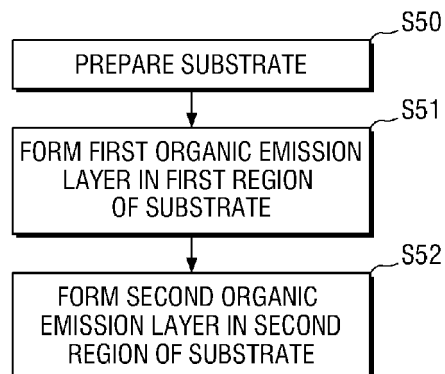 S50
PREPARE SUBSTRATE
S51
FORM FIRST ORGANIC EMISSION
LAYER IN FIRST REGION
OF SUBSTRATE
S52
FORM SECOND ORGANIC
EMISSION LAYER IN SECOND
REGION OF SUBSTRATE